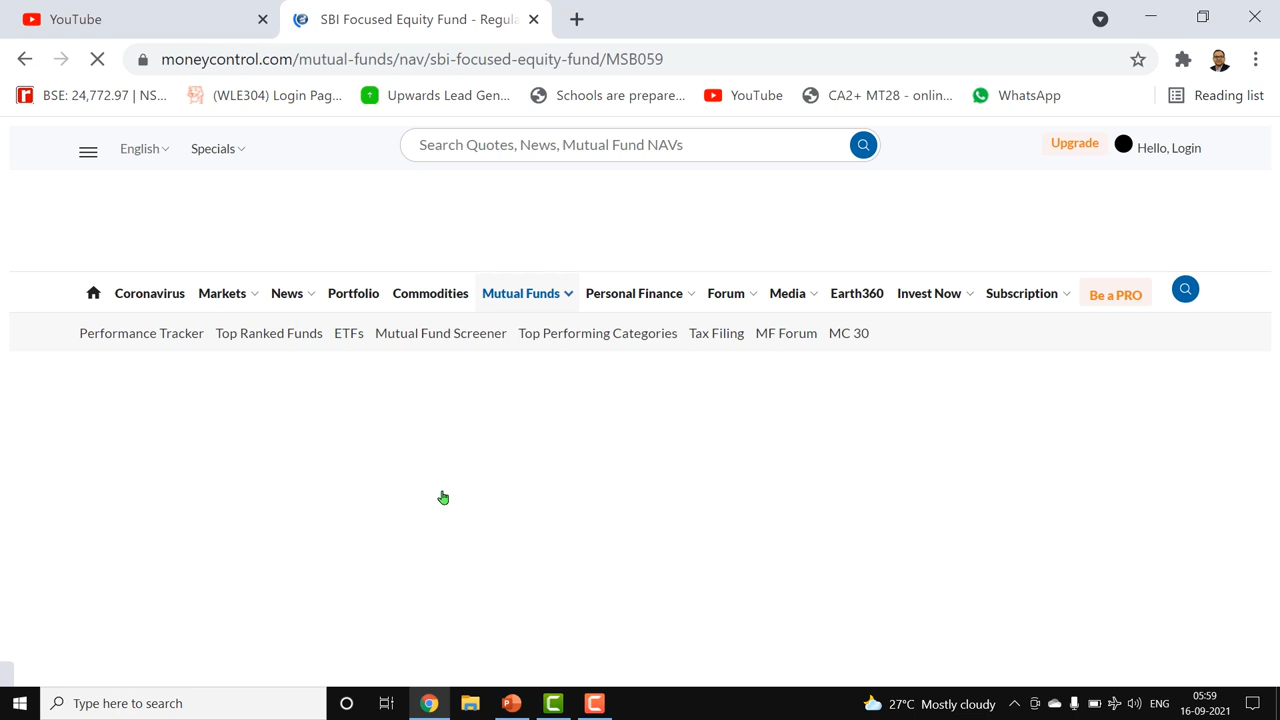 YouTube
SBI Focused Equity Fund - Regula
moneycontrol.com/mutual-funds/nav/sbi-focused-equity-fund/MSB059
BSE: 24,772.97 | NS... (WLE304) Login Pag... Upwards Lead Gen... Schools are prepare... YouTube CA2+ MT28 - onlin... WhatsApp Reading list
English Specials Search Quotes, News, Mutual Fund NAVs Upgrade Hello, Login
Coronavirus Markets News Portfolio Commodities Mutual Funds Personal Finance Forum Media Earth360 Invest Now Subscription Be a PRO
Performance Tracker Top Ranked Funds ETFs Mutual Fund Screener Top Performing Categories Tax Filing MF Forum MC 30
Type here to search 27°C Mostly cloudy ENG 05:59
16-09-2021